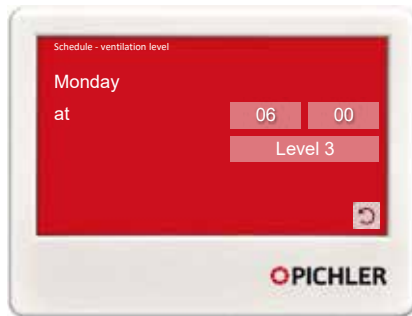 Schedule - ventilation level
Monday
at 06 00
Level 3
PICHLER